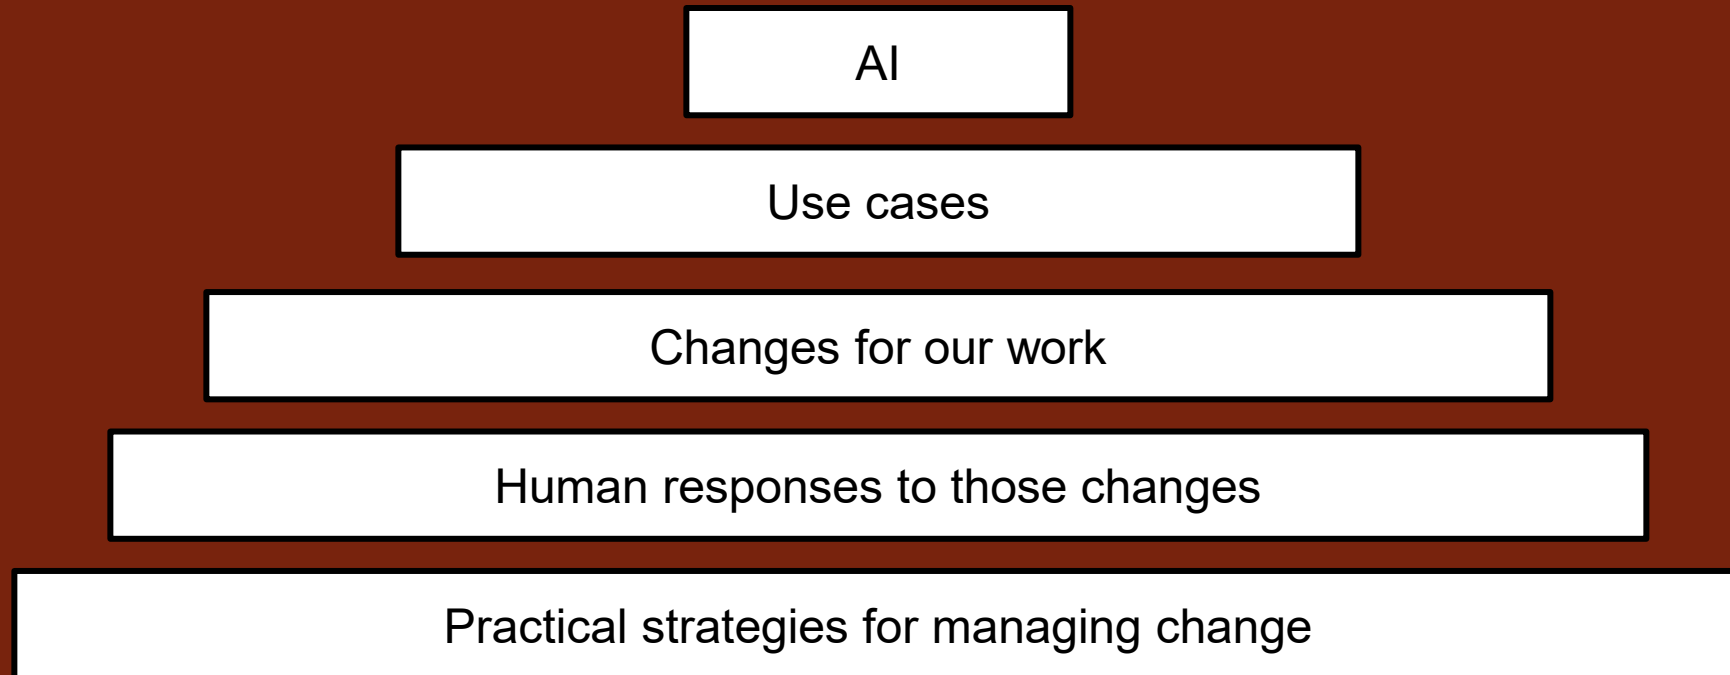 AI
Use cases
Changes for our work
Human responses to those changes
Practical strategies for managing change